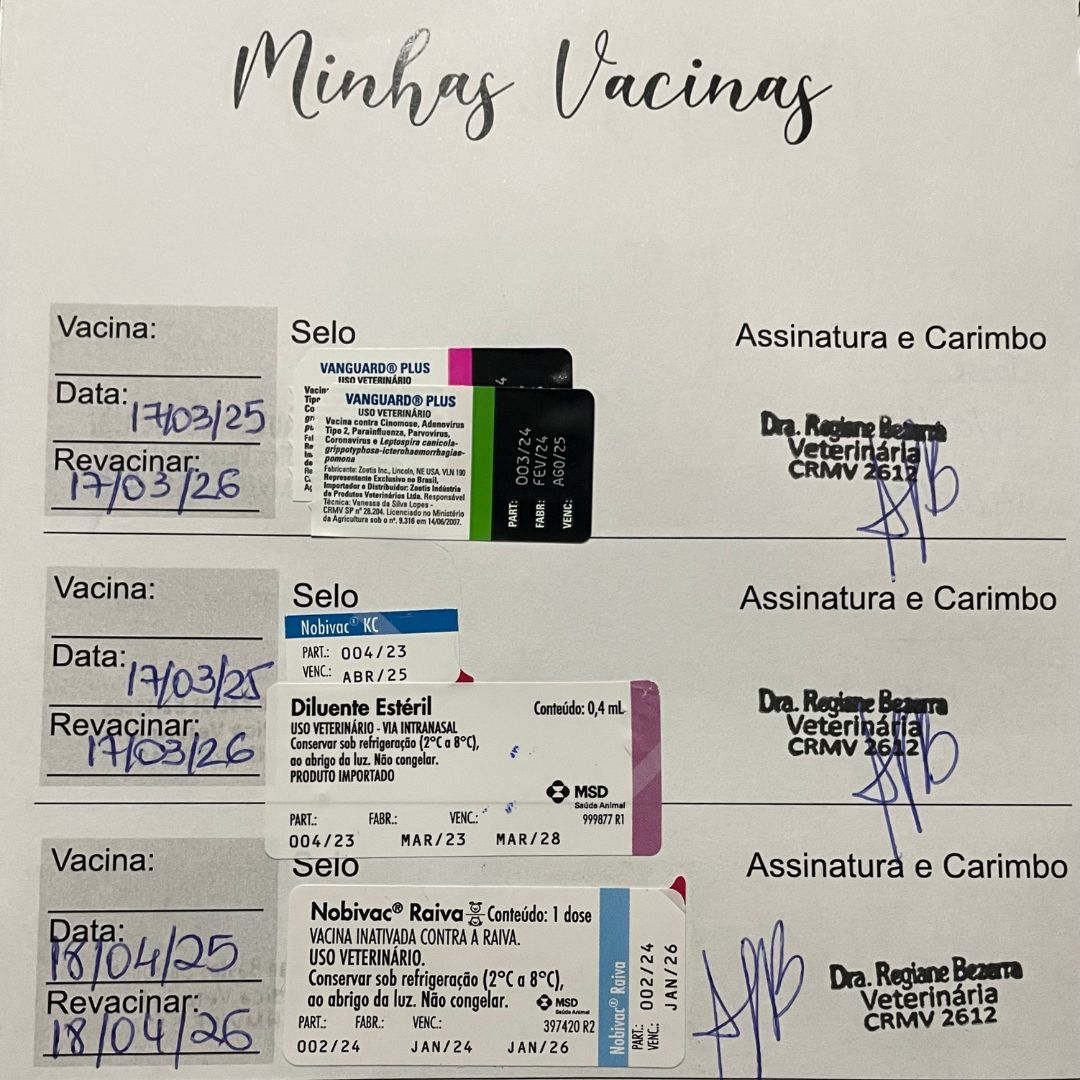 Minhas Vacinas
Vacina:
Data: 17/03/25
Revacinar: 17/03/26
Selo
VANGUARD® PLUS
USO VETERINÁRIO
VANGUARD® PLUS
USO VETERINÁRIO
Vacina contra Cinomose, Adenovirus
Tipo 2, Parainfluenza, Parvovirus,
Coronavirus e Leptospira canicola-
grippotyphosa-icterohaemorrhagiae-
pomona
Fabricante: Zoetis Inc., Lincoln, NE USA. VLN 190
Representante Exclusivo no Brasil,
Importador e Distribuidor: Zoetis Indústria
de Produtos Veterinários Ltda. Responsável
Técnica: Vanessa da Silva Lopes -
CRMV SP nº 28.204. Licenciado no Ministério
da Agricultura sob o nº. 9.316 em 14/06/2007.
PART: 003/24
FABR: FEV/24
VENC: AGO/25
Assinatura e Carimbo
Dra. Regiane Bezerra
Veterinária
CRMV 2612
Vacina:
Data: 17/03/25
Revacinar: 17/03/26
Selo
Nobivac® KC
PART.: 004/23
VENC.: ABR/25
Diluente Estéril Conteúdo: 0,4 mL
USO VETERINÁRIO - VIA INTRANASAL
Conservar sob refrigeração (2°C a 8°C),
ao abrigo da luz. Não congelar.
PRODUTO IMPORTADO
MSD
Saúde Animal
999877 R1
PART.: FABR.: VENC.:
004/23 MAR/23 MAR/28
Assinatura e Carimbo
Dra. Regiane Bezerra
Veterinária
CRMV 2612
Vacina:
Data: 18/04/25
Revacinar: 18/04/26
Selo
Nobivac® Raiva Conteúdo: 1 dose
VACINA INATIVADA CONTRA A RAIVA.
USO VETERINÁRIO.
Conservar sob refrigeração (2°C a 8°C),
ao abrigo da luz. Não congelar.
MSD
Saúde Animal
397420 R2
PART.: FABR.: VENC.:
002/24 JAN/24 JAN/26
Nobivac® Raiva
PART.: 002/24
VENC.: JAN/26
Assinatura e Carimbo
Dra. Regiane Bezerra
Veterinária
CRMV 2612